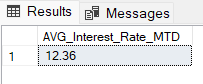 Results Messages
AVG_Interest_Rate_MTD
1 12.36